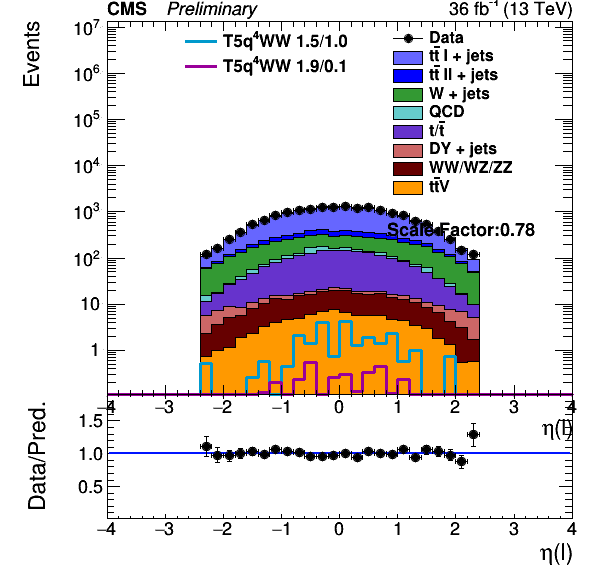 CMS Preliminary 36 fb⁻¹ (13 TeV)
Events
10⁷
10⁶
10⁵
10⁴
10³
10²
10
1
T5q⁴WW 1.5/1.0
T5q⁴WW 1.9/0.1
Data
tt̄ l + jets
tt̄ ll + jets
W + jets
QCD
t/t̄
DY + jets
WW/WZ/ZZ
tt̄V
Scale Factor:0.78
−4 −3 −2 −1 0 1 2 3 4
η(l)
Data/Pred.
1.5
1.0
0.5
−4 −3 −2 −1 0 1 2 3 4
η(l)